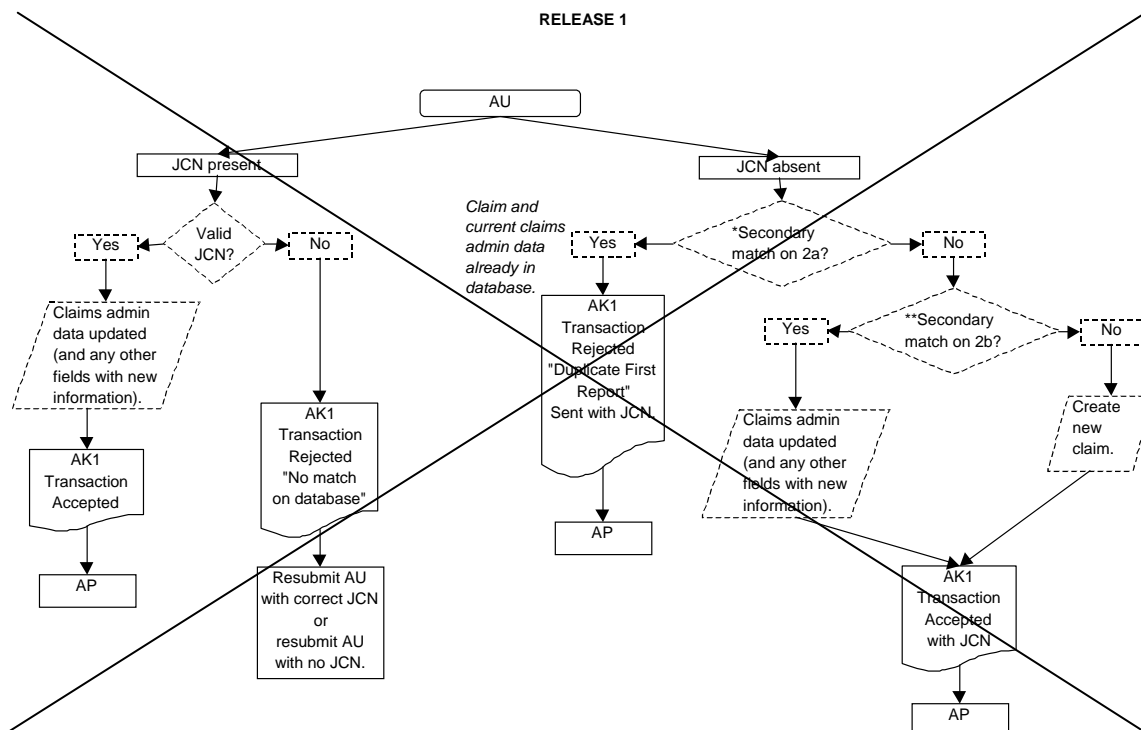 RELEASE 1
AU
JCN present
JCN absent
Valid
JCN?
Yes
No
Claim and
current claims
admin data
already in
database.
Yes
*Secondary
match on 2a?
No
Claims admin
data updated
(and any other
fields with new
information).
AK1
Transaction
Rejected
"Duplicate First
Report"
Sent with JCN.
Yes
**Secondary
match on 2b?
No
AK1
Transaction
Accepted
AK1
Transaction
Rejected
"No match
on database"
Claims admin
data updated
(and any other
fields with new
information).
Create
new
claim.
AP
Resubmit AU
with correct JCN
or
resubmit AU
with no JCN.
AP
AK1
Transaction
Accepted
with JCN
AP